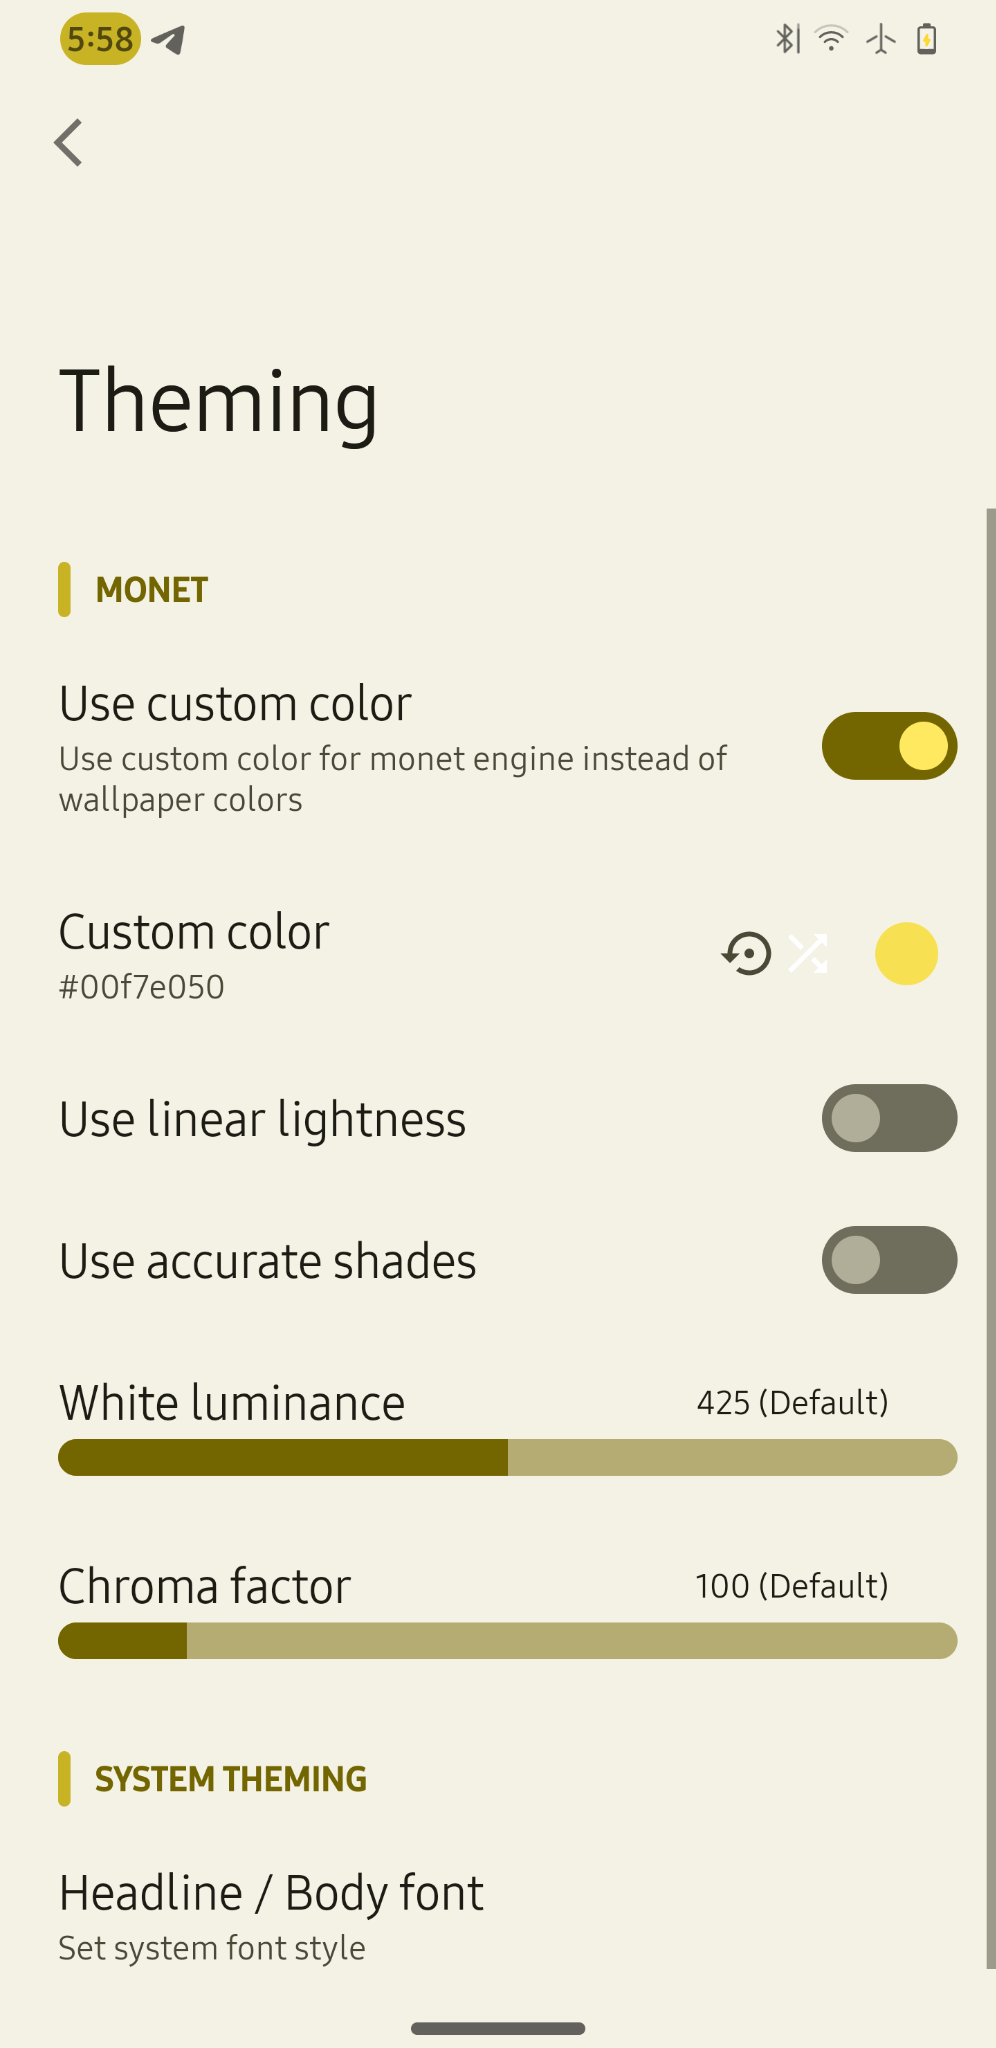 5:58
Theming
MONET
Use custom color
Use custom color for monet engine instead of
wallpaper colors
Custom color
#00f7e050
Use linear lightness
Use accurate shades
White luminance
425 (Default)
Chroma factor
100 (Default)
SYSTEM THEMING
Headline / Body font
Set system font style